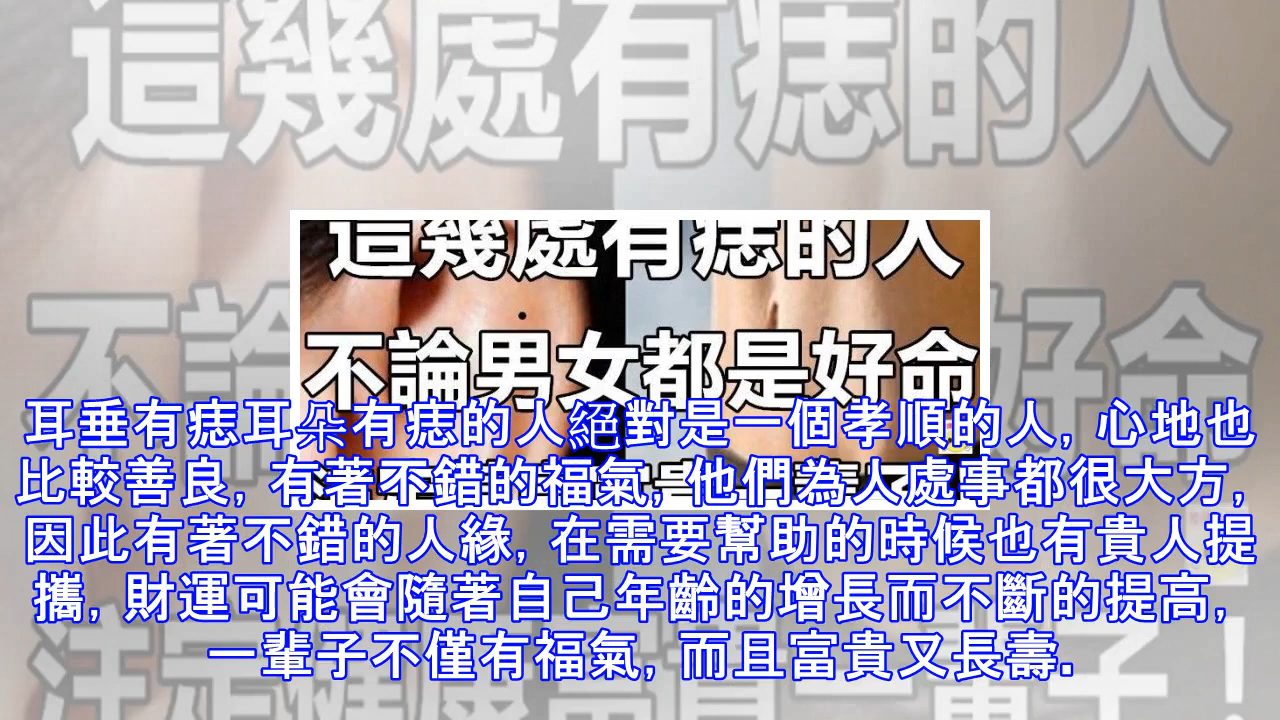 這幾處有痣的人
不論
好命
這幾處有痣的人
不論男女都是好命
耳垂有痣耳朵有痣的人絕對是一個孝順的人, 心地也
比較善良, 有著不錯的福氣, 他們為人處事都很大方,
因此有著不錯的人緣, 在需要幫助的時候也有貴人提
攜, 財運可能會隨著自己年齡的增長而不斷的提高,
一輩子不僅有福氣, 而且富貴又長壽.